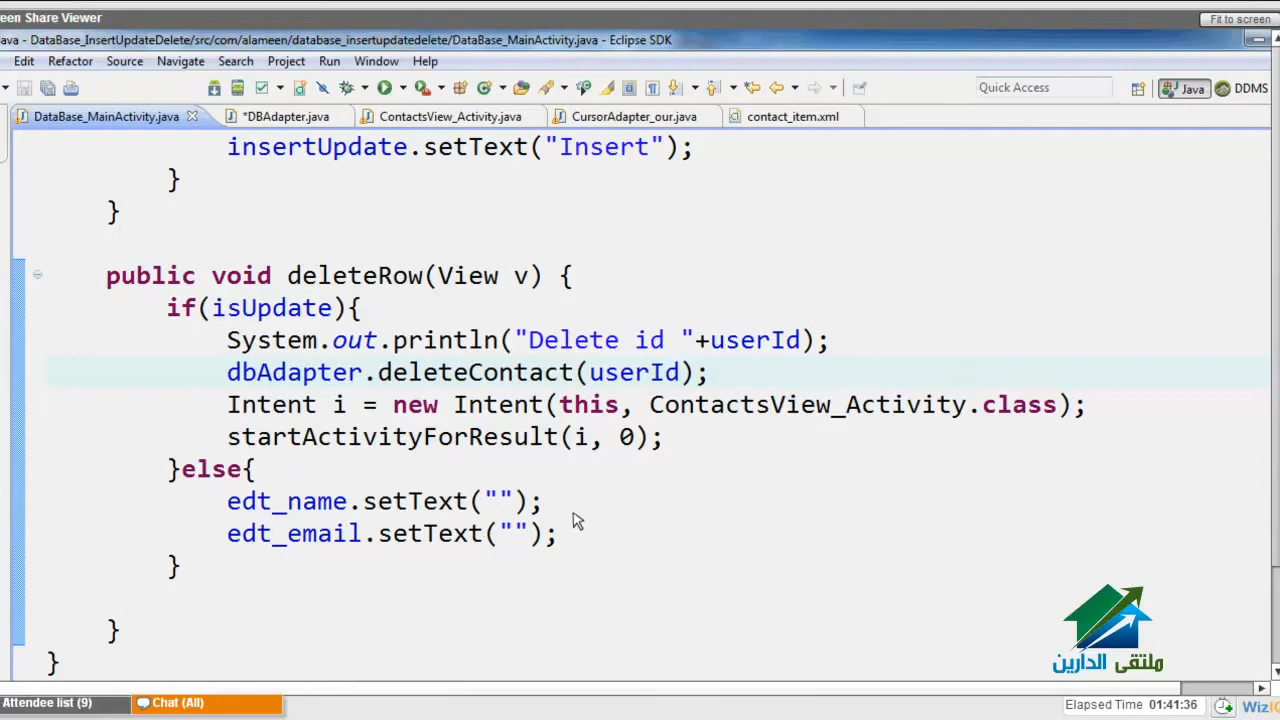 een Share Viewer
Fit to screen
ava - DataBase_InsertUpdateDelete/src/com/alameen/database_insertupdatedelete/DataBase_MainActivity.java - Eclipse SDK
Edit Refactor Source Navigate Search Project Run Window Help
Quick Access Java DDMS
DataBase_MainActivity.java *DBAdapter.java ContactsView_Activity.java CursorAdapter_our.java contact_item.xml
insertUpdate.setText("Insert");
}
}
public void deleteRow(View v) {
if(isUpdate){
System.out.println("Delete id "+userId);
dbAdapter.deleteContact(userId);
Intent i = new Intent(this, ContactsView_Activity.class);
startActivityForResult(i, 0);
}else{
edt_name.setText("");
edt_email.setText("");
}
}
}
ملتقى الدارين
Attendee list (9) Chat (All)
Elapsed Time 01:41:36 WizIQ